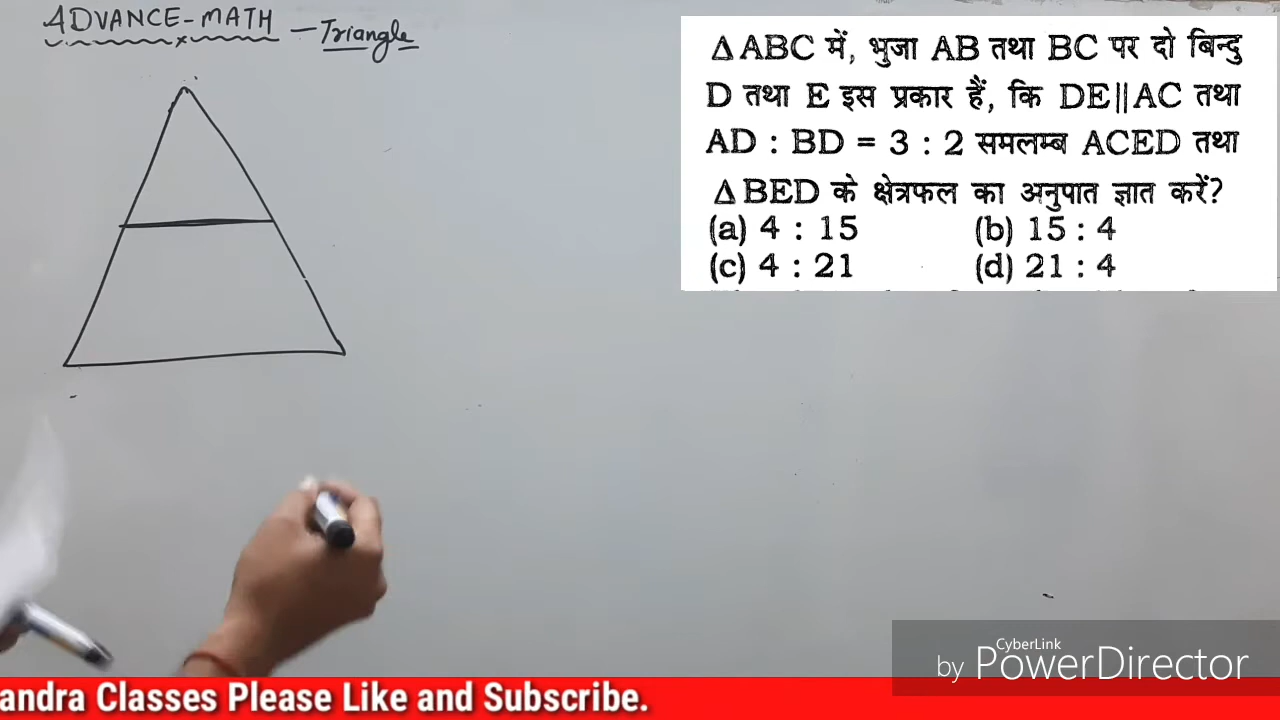 ADVANCE-MATH - Triangle
∆ ABC में, भुजा AB तथा BC पर दो बिन्दु
D तथा E इस प्रकार हैं, कि DE||AC तथा
AD : BD = 3 : 2 समलम्ब ACED तथा
∆ BED के क्षेत्रफल का अनुपात ज्ञात करें?
(a) 4 : 15 (b) 15 : 4
(c) 4 : 21 (d) 21 : 4
CyberLink
by PowerDirector
andra Classes Please Like and Subscribe.